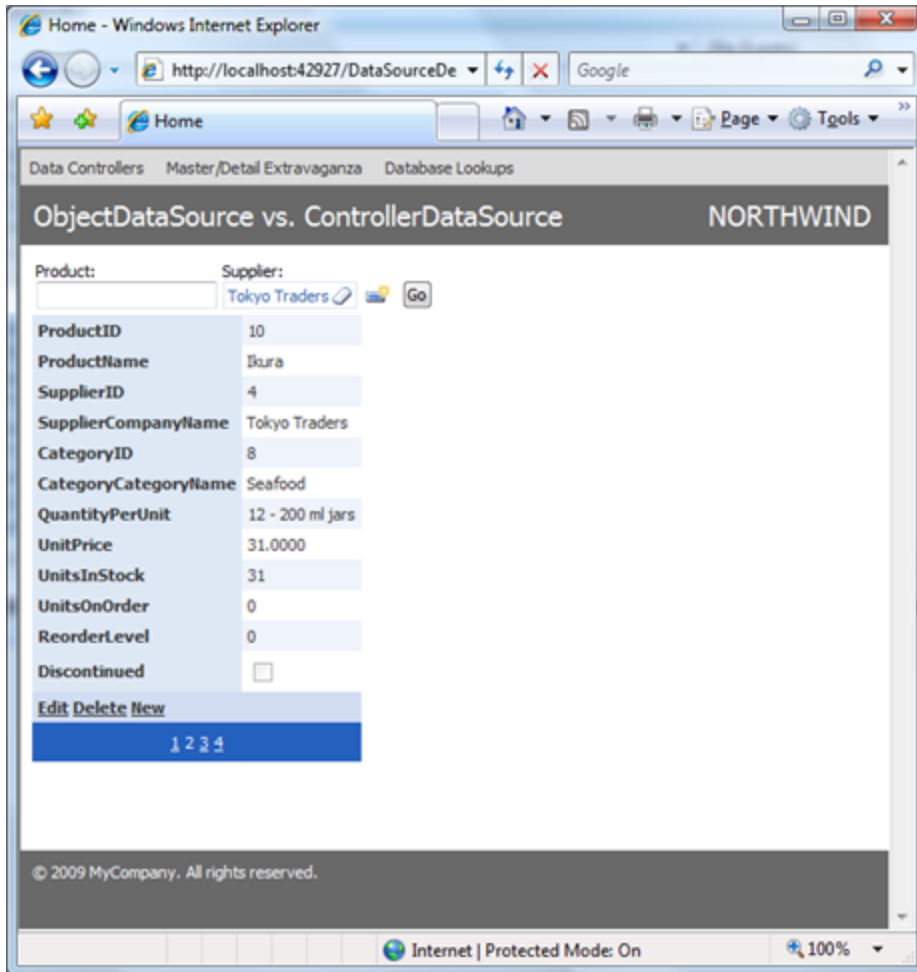 Home - Windows Internet Explorer
http://localhost:42927/DataSourceDe Google
Home Page Tools
Data Controllers Master/Detail Extravaganza Database Lookups
ObjectDataSource vs. ControllerDataSource NORTHWIND
Product: Supplier:
Tokyo Traders Go
ProductID 10
ProductName Ikura
SupplierID 4
SupplierCompanyName Tokyo Traders
CategoryID 8
CategoryCategoryName Seafood
QuantityPerUnit 12 - 200 ml jars
UnitPrice 31.0000
UnitsInStock 31
UnitsOnOrder 0
ReorderLevel 0
Discontinued
Edit Delete New
1 2 3 4
© 2009 MyCompany. All rights reserved.
Internet | Protected Mode: On 100%